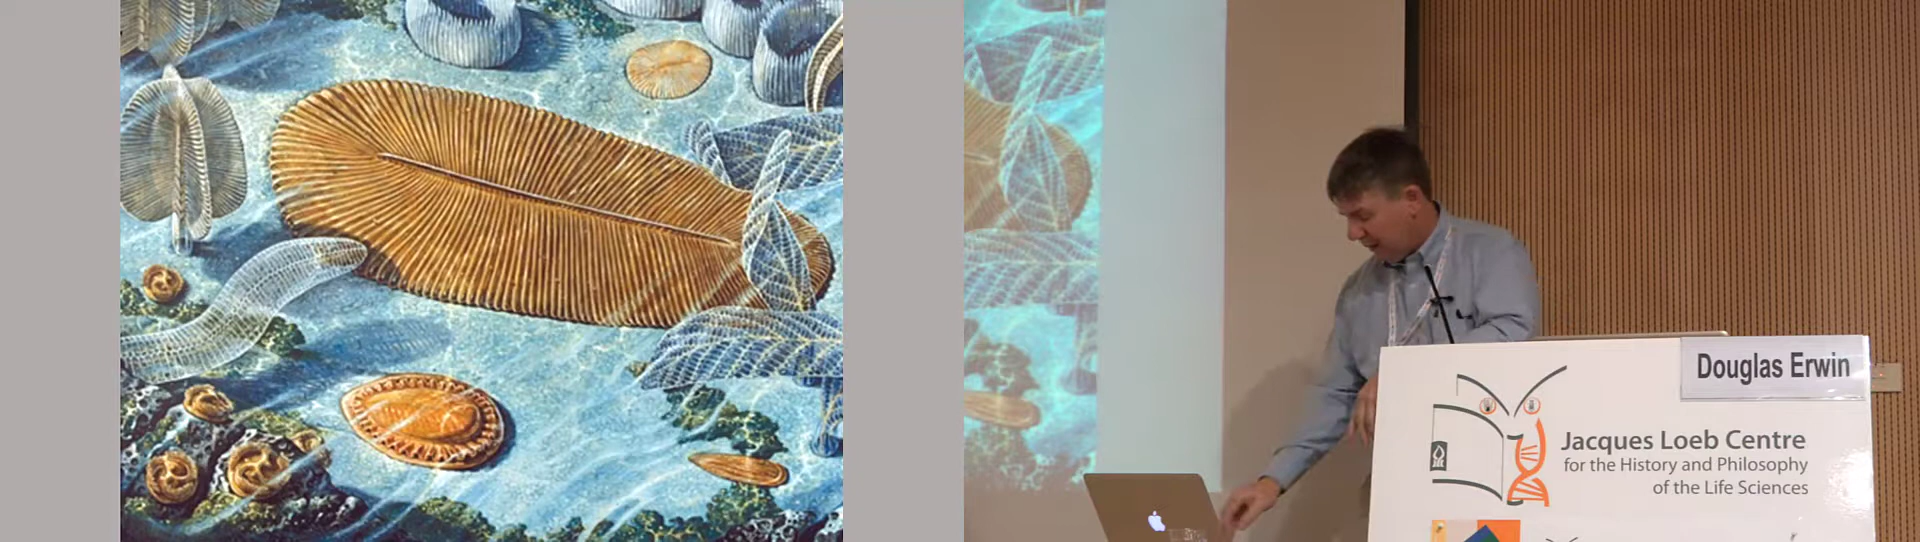 Douglas Erwin
Jacques Loeb Centre
for the History and Philosophy
of the Life Sciences